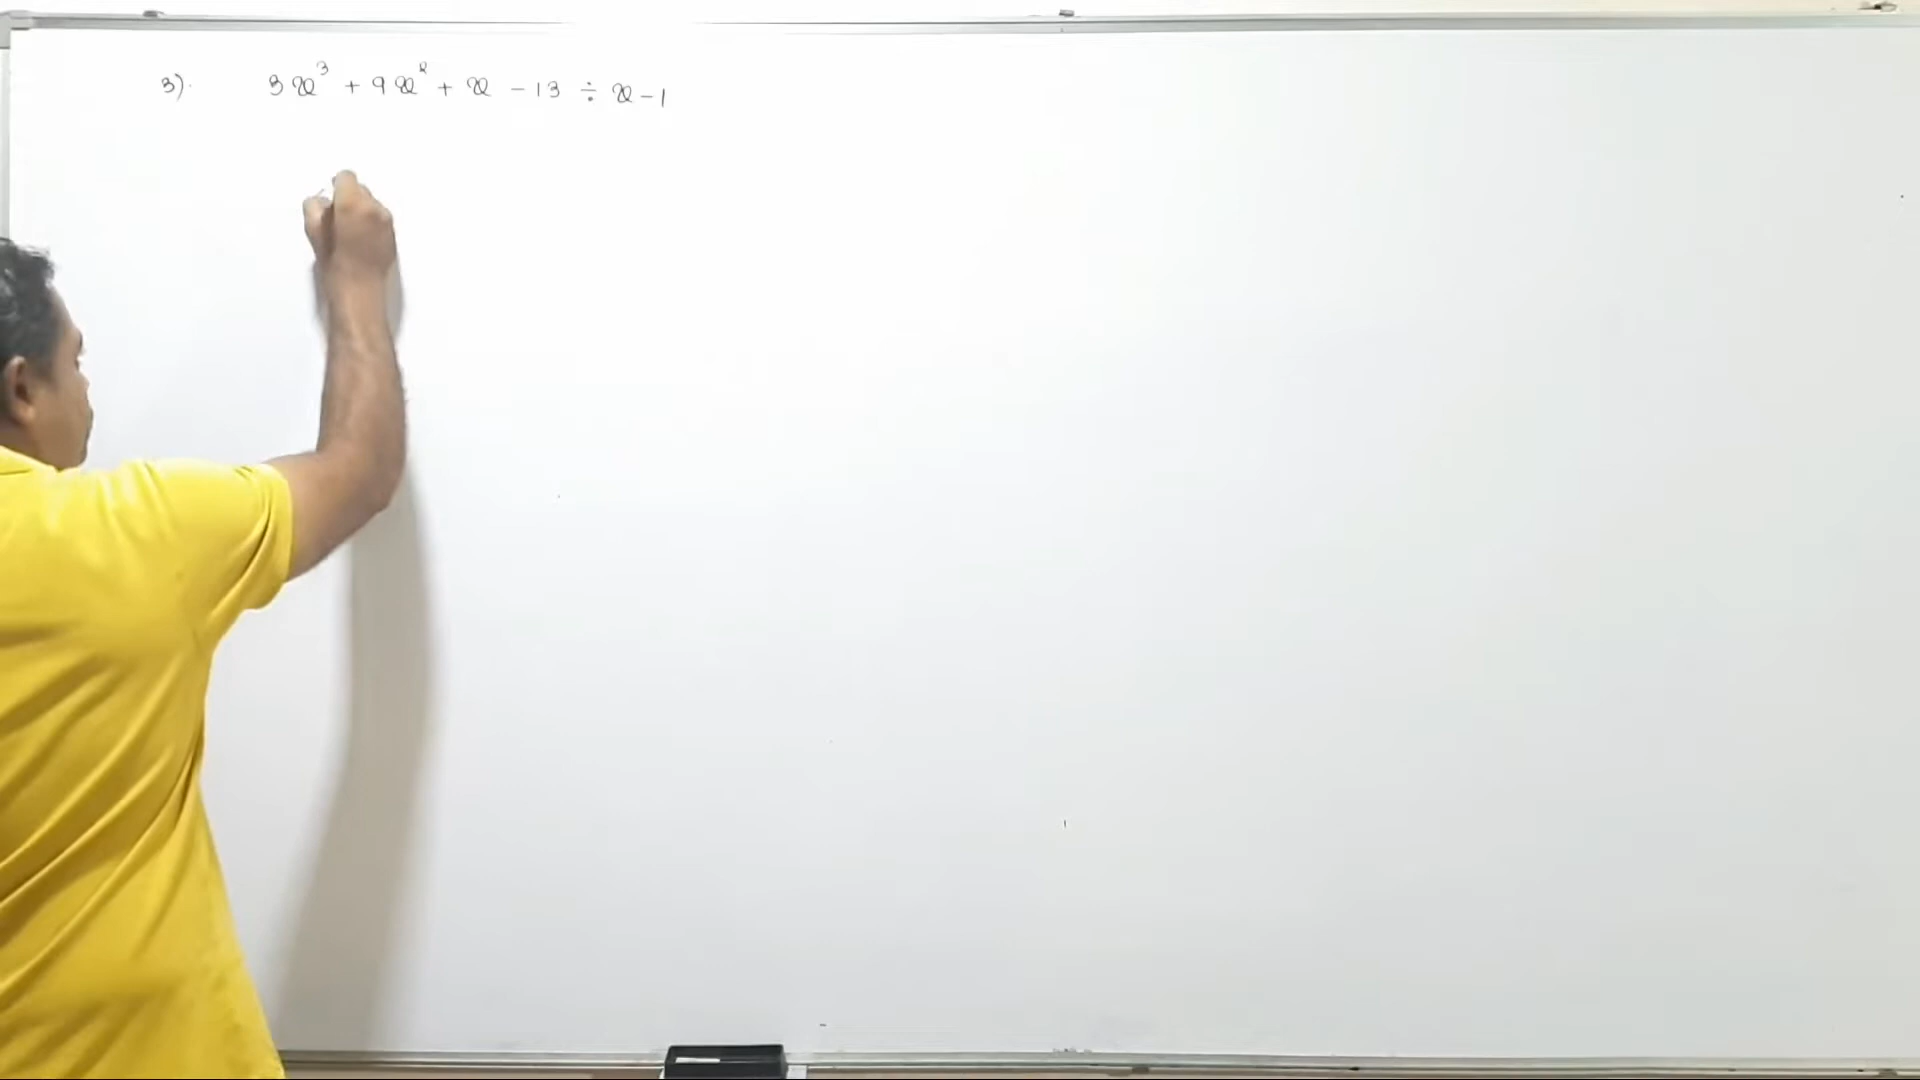 3). 3x³ + 9x² + x - 13 ÷ x - 1